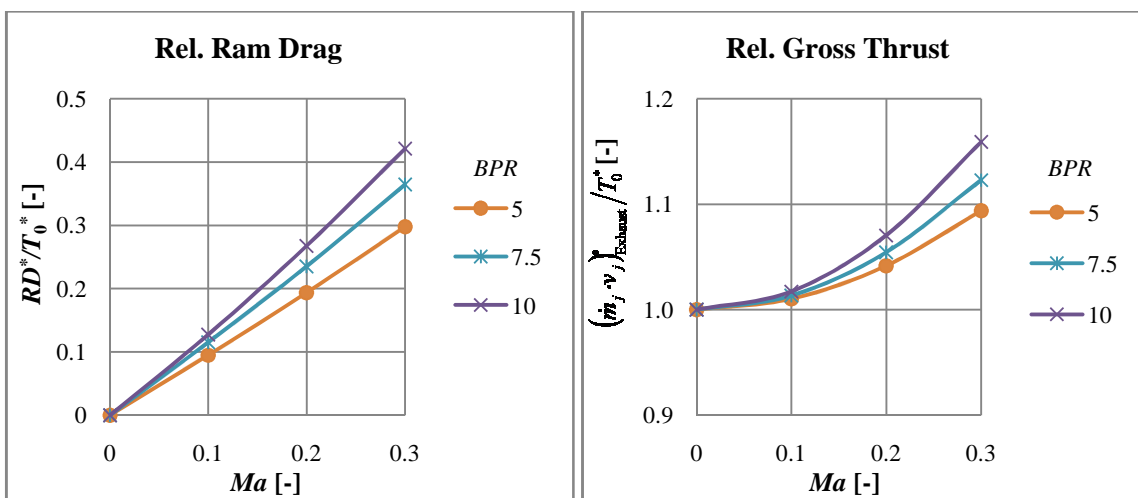 Rel. Ram Drag
RD*/T0* [-]
0.5
0.4
0.3
0.2
0.1
0
0 0.1 0.2 0.3
Ma [-]
BPR
5
7.5
10
Rel. Gross Thrust
(ṁj·vj)*Exhaust/T0* [-]
1.2
1.1
1.0
0.9
0 0.1 0.2 0.3
Ma [-]
BPR
5
7.5
10